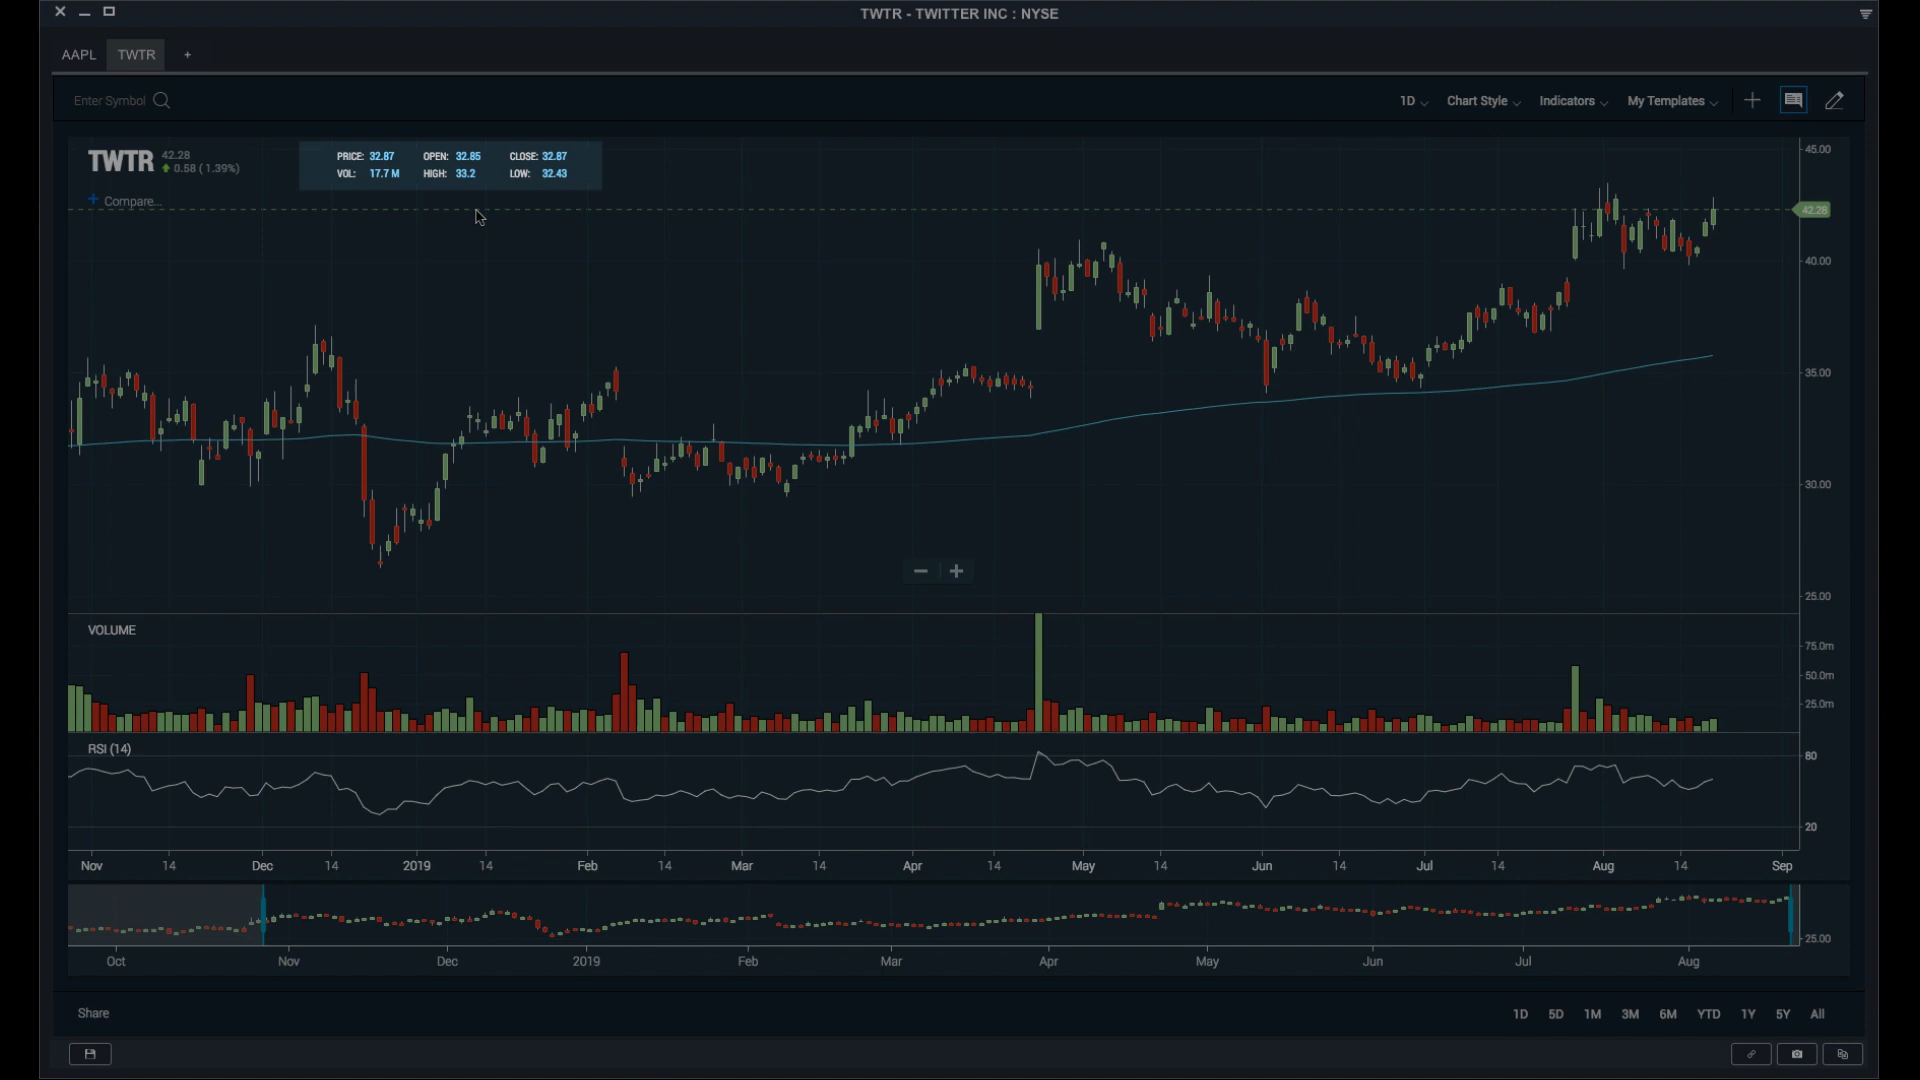 TWTR - TWITTER INC : NYSE
AAPL TWTR +
Enter Symbol 1D Chart Style Indicators My Templates
TWTR 42.28
0.58 (1.39%)
PRICE: 32.87 OPEN: 32.85 CLOSE: 32.87
VOL: 17.7 M HIGH: 33.2 LOW: 32.43
+ Compare...
45.00
42.28
40.00
35.00
30.00
25.00
VOLUME
75.0m
50.0m
25.0m
RSI (14)
80
20
Nov 14 Dec 14 2019 14 Feb 14 Mar 14 Apr 14 May 14 Jun 14 Jul 14 Aug 14 Sep
25.00
Oct Nov Dec 2019 Feb Mar Apr May Jun Jul Aug
Share 1D 5D 1M 3M 6M YTD 1Y 5Y All